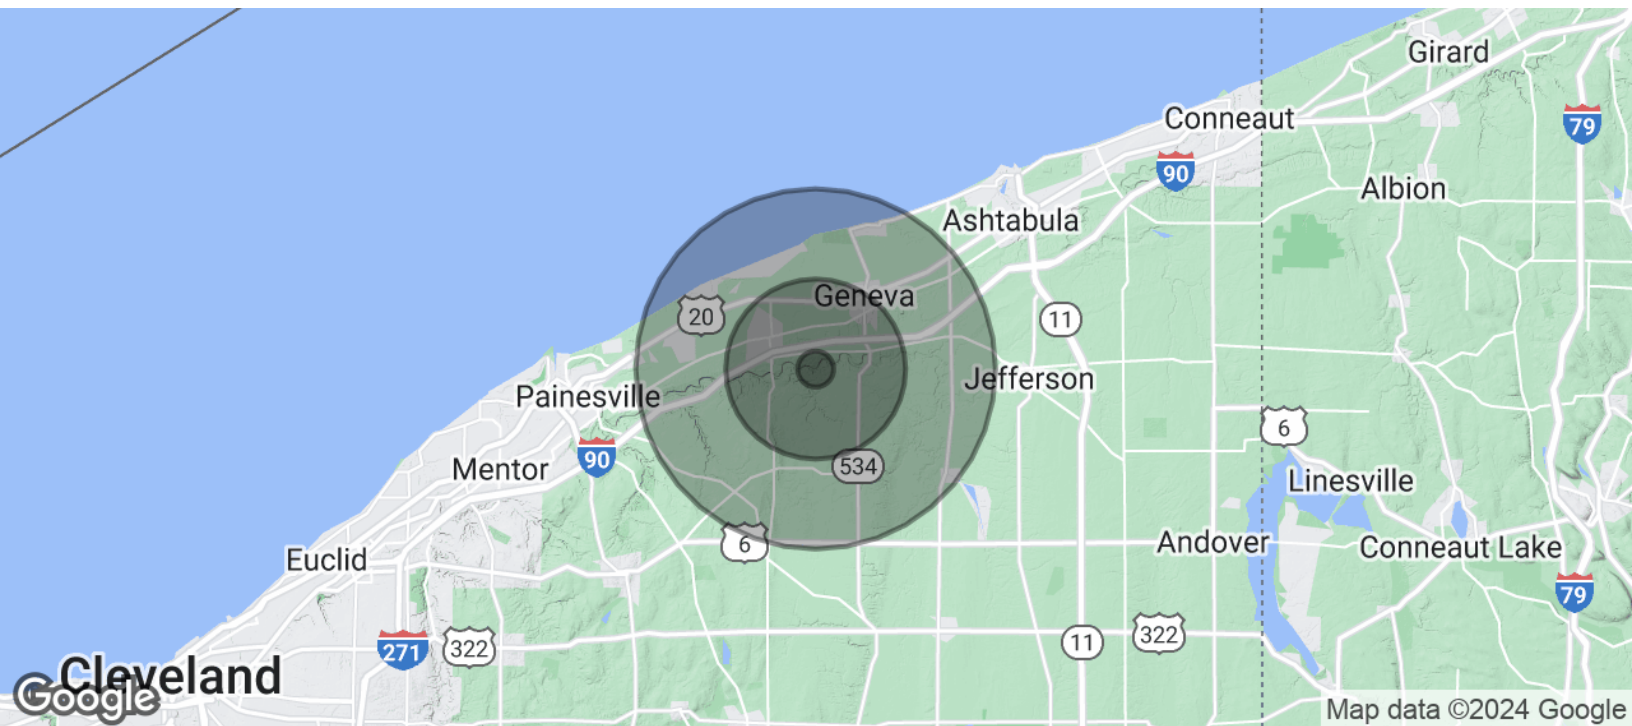 Girard
Conneaut
79
90
Albion
Ashtabula
Geneva
20
11
Jefferson
Painesville
6
90
Mentor
534
Linesville
6
Andover
Conneaut Lake
Euclid
79
322
11
322
271
Cleveland
Google
Map data ©2024 Google